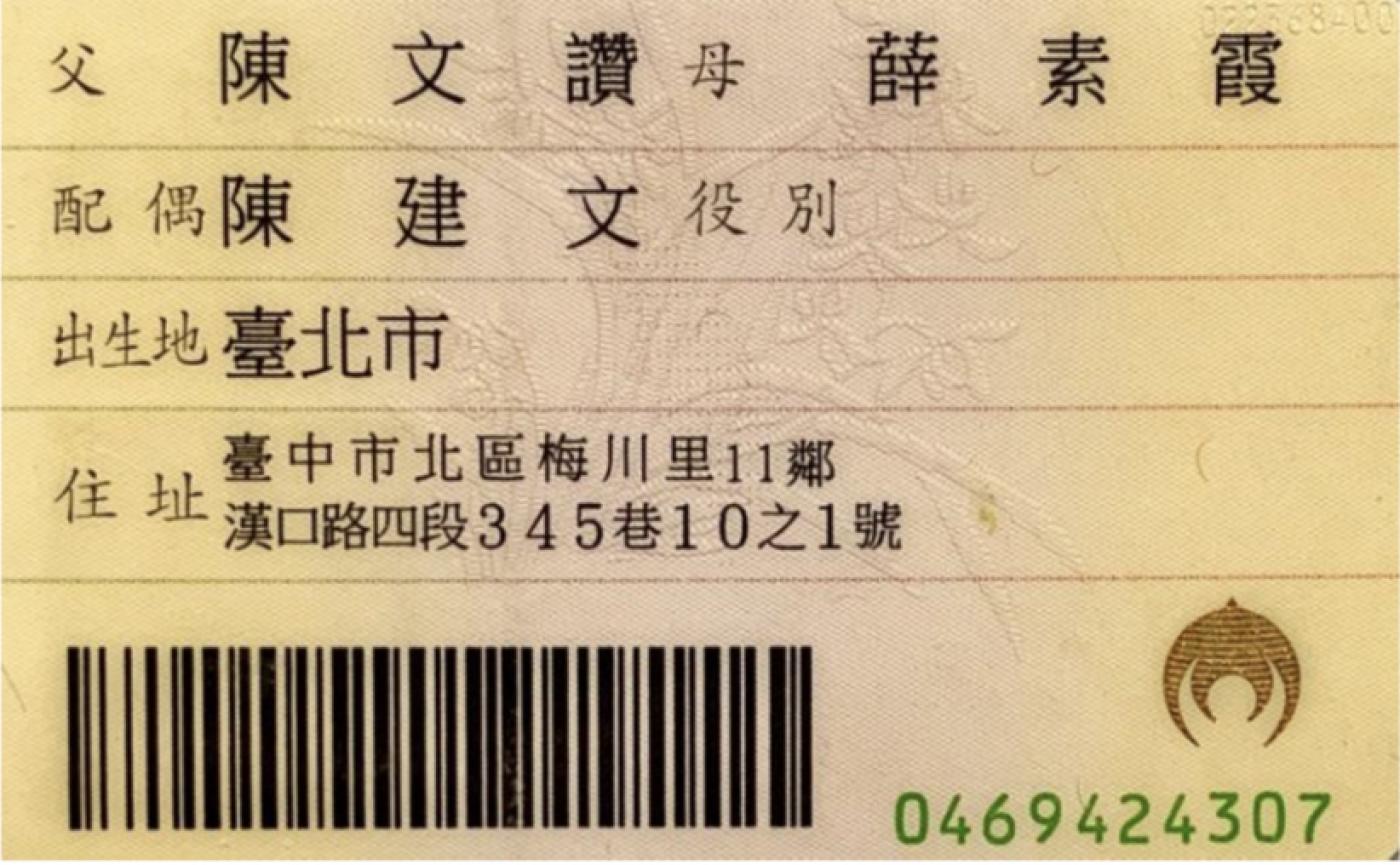 父 陳文讚 母 薛素霞
配偶 陳建文 役別
出生地 臺北市
住址 臺中市北區梅川里11鄰
漢口路四段345巷10之1號
0469424307